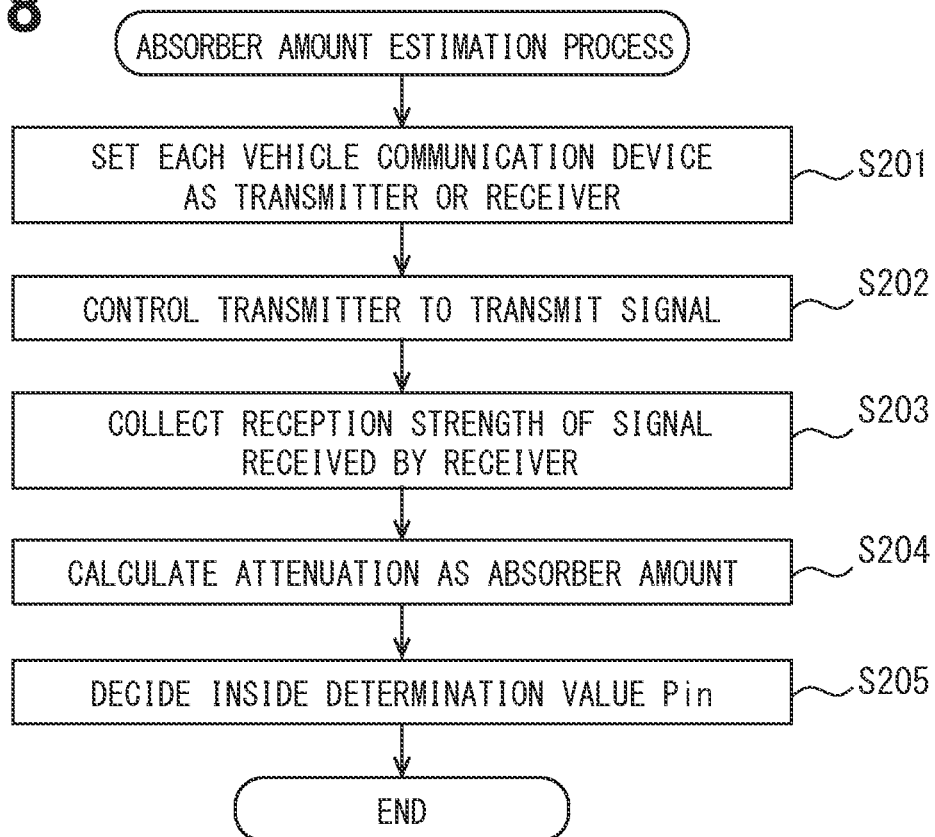 8
ABSORBER AMOUNT ESTIMATION PROCESS
SET EACH VEHICLE COMMUNICATION DEVICE
AS TRANSMITTER OR RECEIVER
S201
CONTROL TRANSMITTER TO TRANSMIT SIGNAL
S202
COLLECT RECEPTION STRENGTH OF SIGNAL
RECEIVED BY RECEIVER
S203
CALCULATE ATTENUATION AS ABSORBER AMOUNT
S204
DECIDE INSIDE DETERMINATION VALUE Pin
S205
END